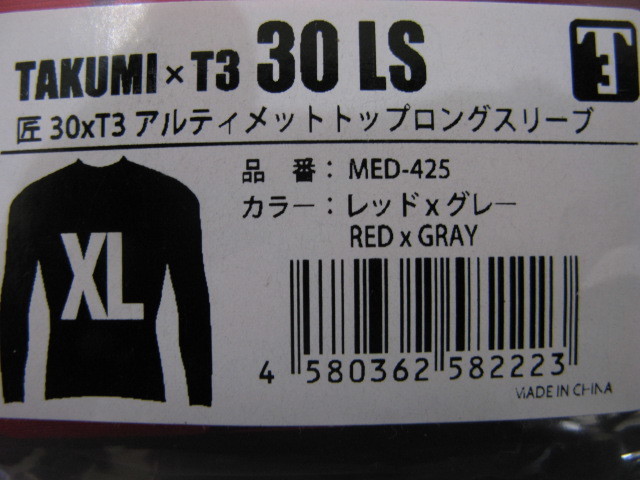 TAKUMI × T3 30 LS
T3
匠 30xT3 アルティメットトップロングスリーブ
品 番： MED-425
カラー：レッド x グレー
RED x GRAY
XL
4 580362 582223
MADE IN CHINA